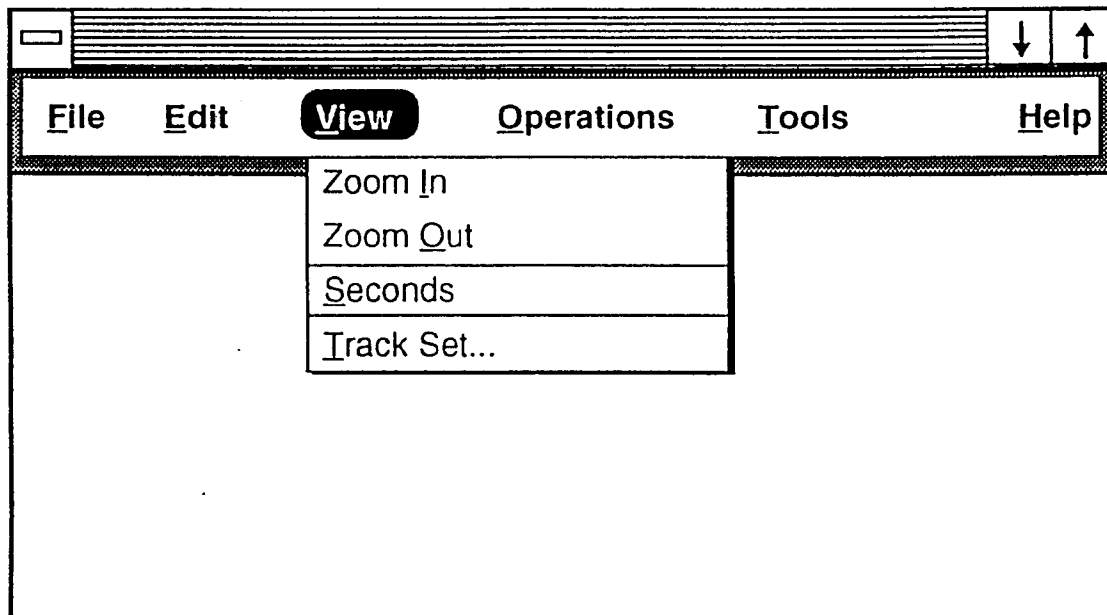 File Edit View Operations Tools Help
Zoom In
Zoom Out
Seconds
Track Set...